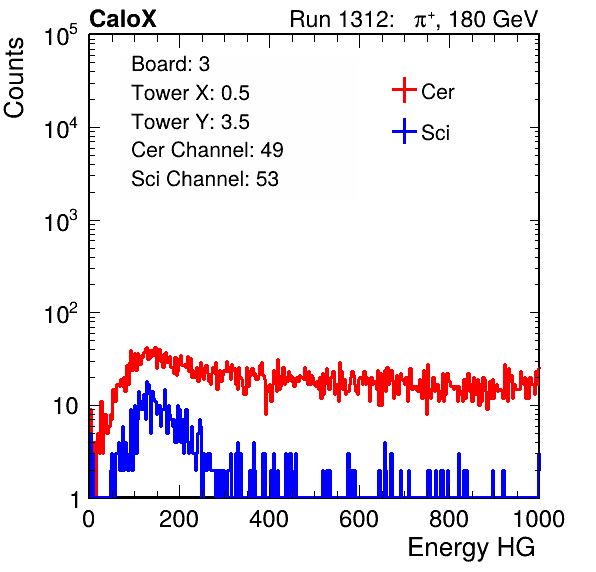 CaloX Run 1312: π⁺, 180 GeV
Counts
10⁵
10⁴
10³
10²
10
1
Board: 3
Tower X: 0.5
Tower Y: 3.5
Cer Channel: 49
Sci Channel: 53
Cer
Sci
0 200 400 600 800 1000
Energy HG